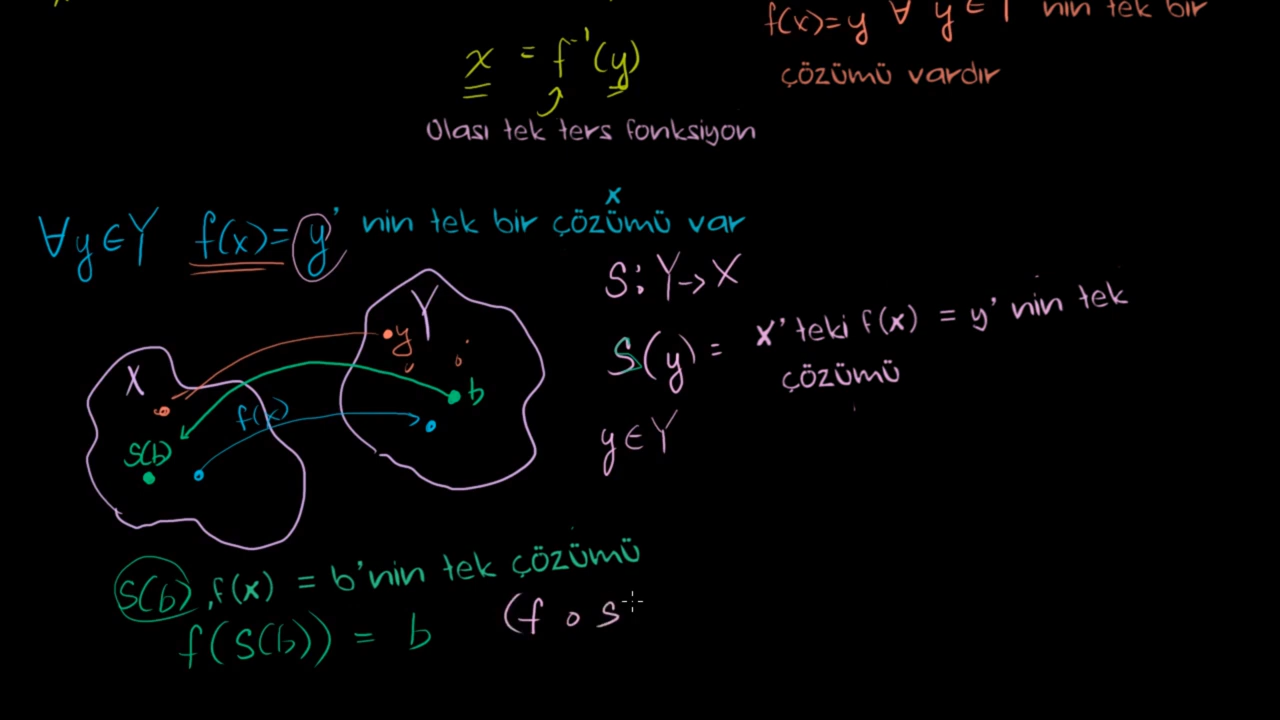 f(x)=y ∀ y ∈ Y 'nin tek bir
çözümü vardır
x = f⁻¹(y)
Olası tek ters fonksiyon
x
∀y∈Y f(x)=y' nin tek bir çözümü var
S: Y→X
S(y) = x'teki f(x) = y' nin tek
çözümü
y∈Y
X
Y
y
b
f(x)
S(b)
S(b), f(x) = b'nin tek çözümü
f(S(b)) = b
(f o s